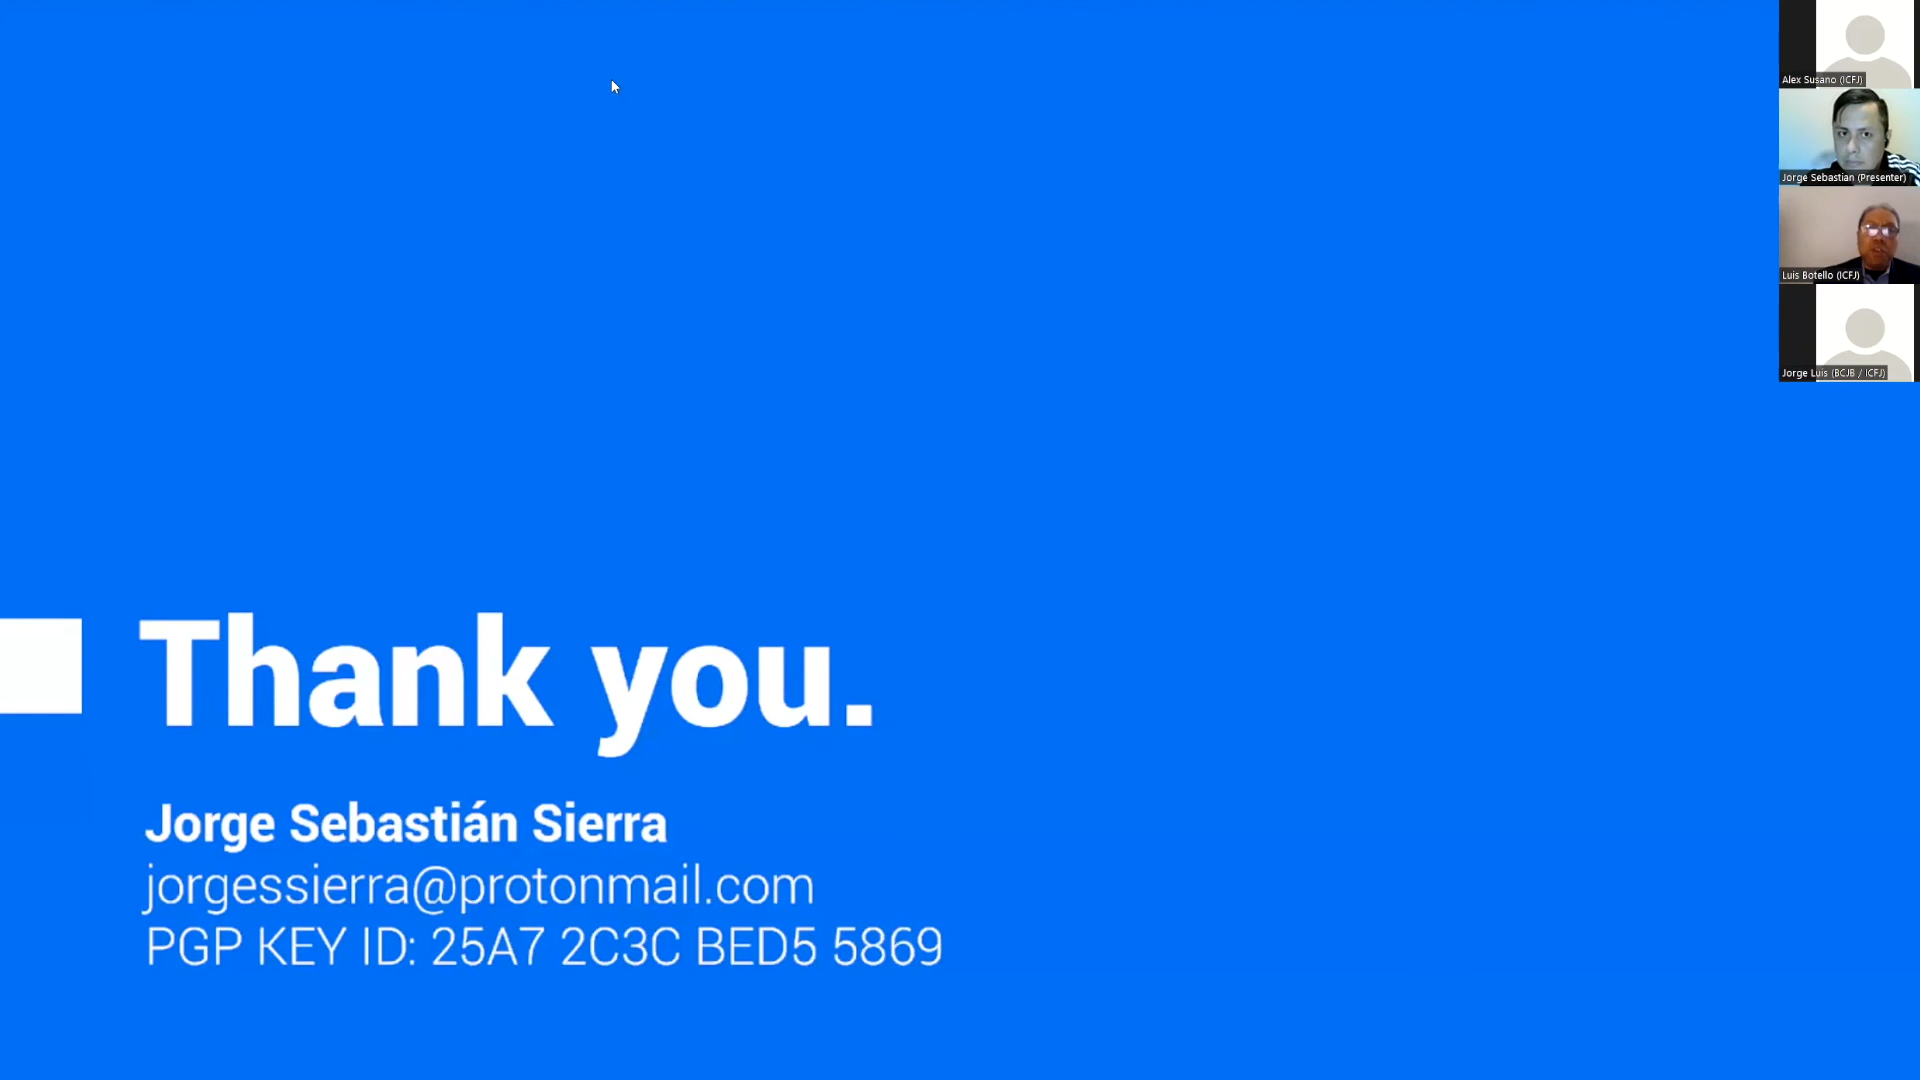 Thank you.
Jorge Sebastián Sierra
jorgessierra@protonmail.com
PGP KEY ID: 25A7 2C3C BED5 5869
Alex Susano (ICFJ)
Jorge Sebastian (Presenter)
Luis Botello (ICFJ)
Jorge Luis (BCJB / ICFJ)